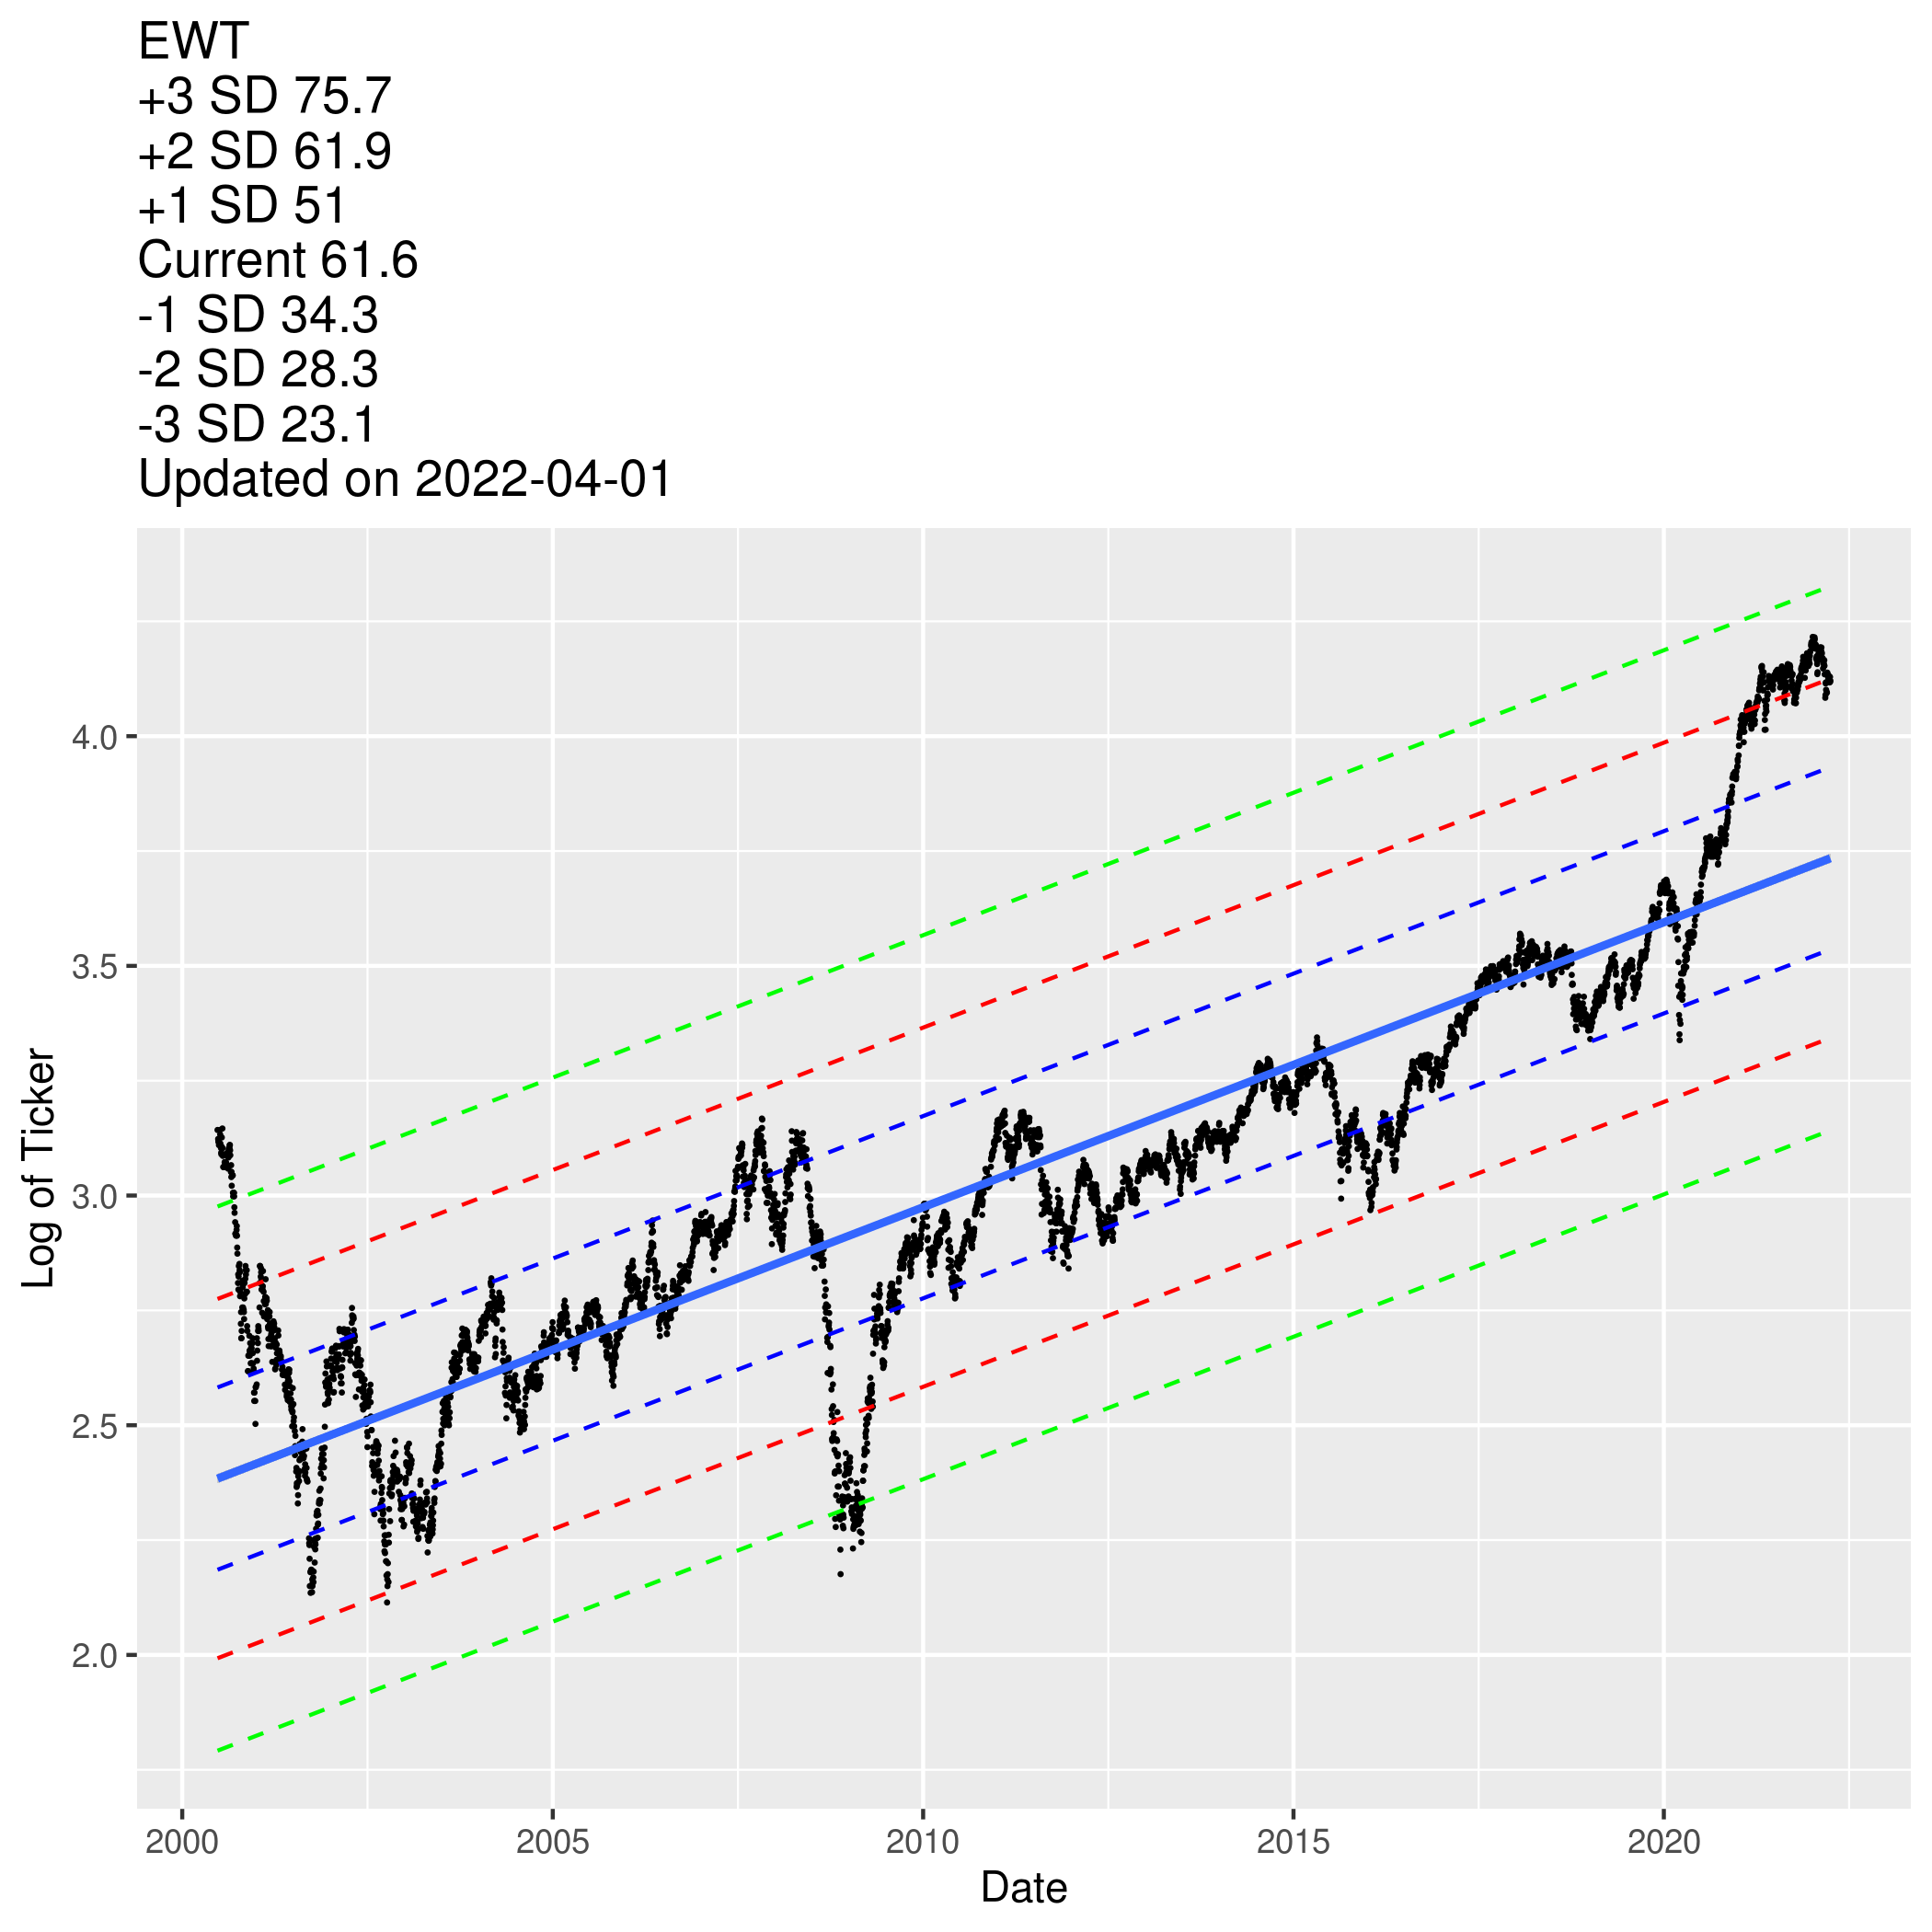 EWT
+3 SD 75.7
+2 SD 61.9
+1 SD 51
Current 61.6
-1 SD 34.3
-2 SD 28.3
-3 SD 23.1
Updated on 2022-04-01
4.0
3.5
3.0
2.5
2.0
Log of Ticker
2000 2005 2010 2015 2020
Date